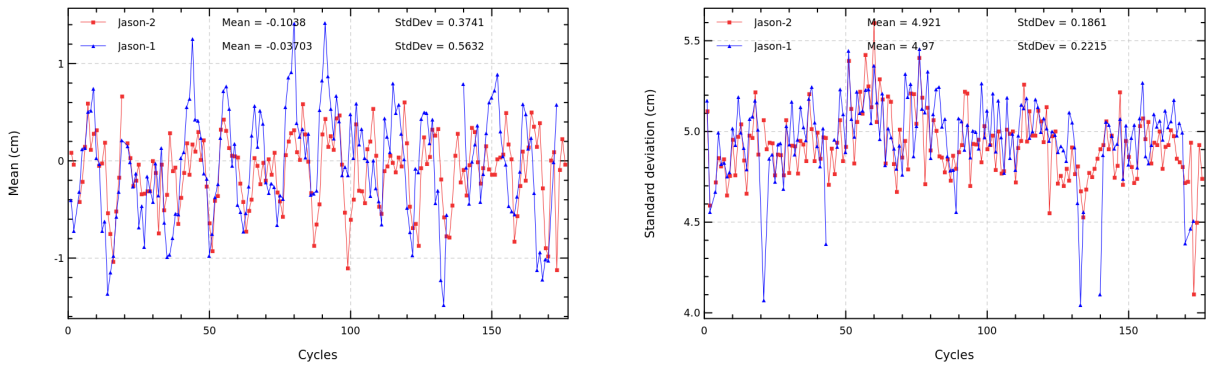 Jason-2 Mean = -0.1038 StdDev = 0.3741
Jason-1 Mean = -0.03703 StdDev = 0.5632
1
0
-1
Mean (cm)
0 50 100 150
Cycles
Jason-2 Mean = 4.921 StdDev = 0.1861
Jason-1 Mean = 4.97 StdDev = 0.2215
5.5
5.0
4.5
4.0
Standard deviation (cm)
0 50 100 150
Cycles